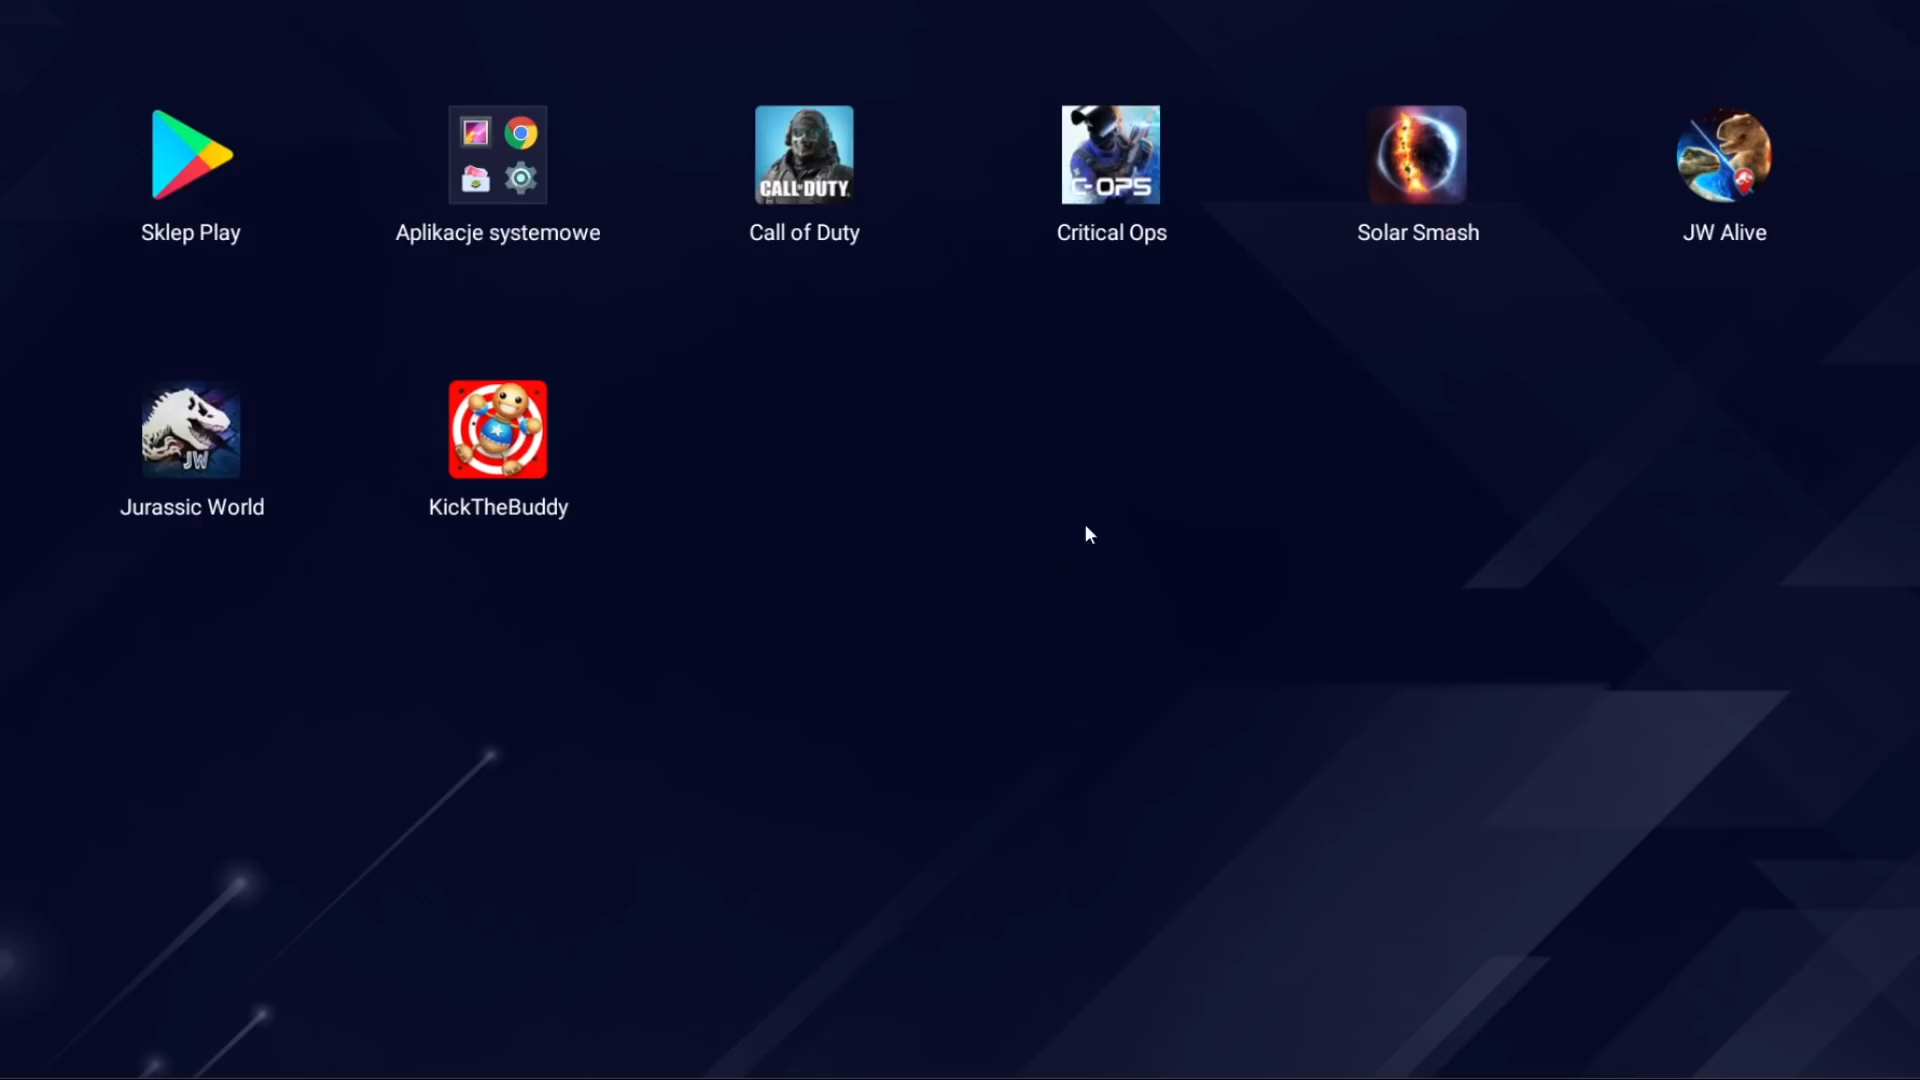 CALL OF DUTY
C-OPS
Sklep Play
Aplikacje systemowe
Call of Duty
Critical Ops
Solar Smash
JW Alive
JW
Jurassic World
KickTheBuddy